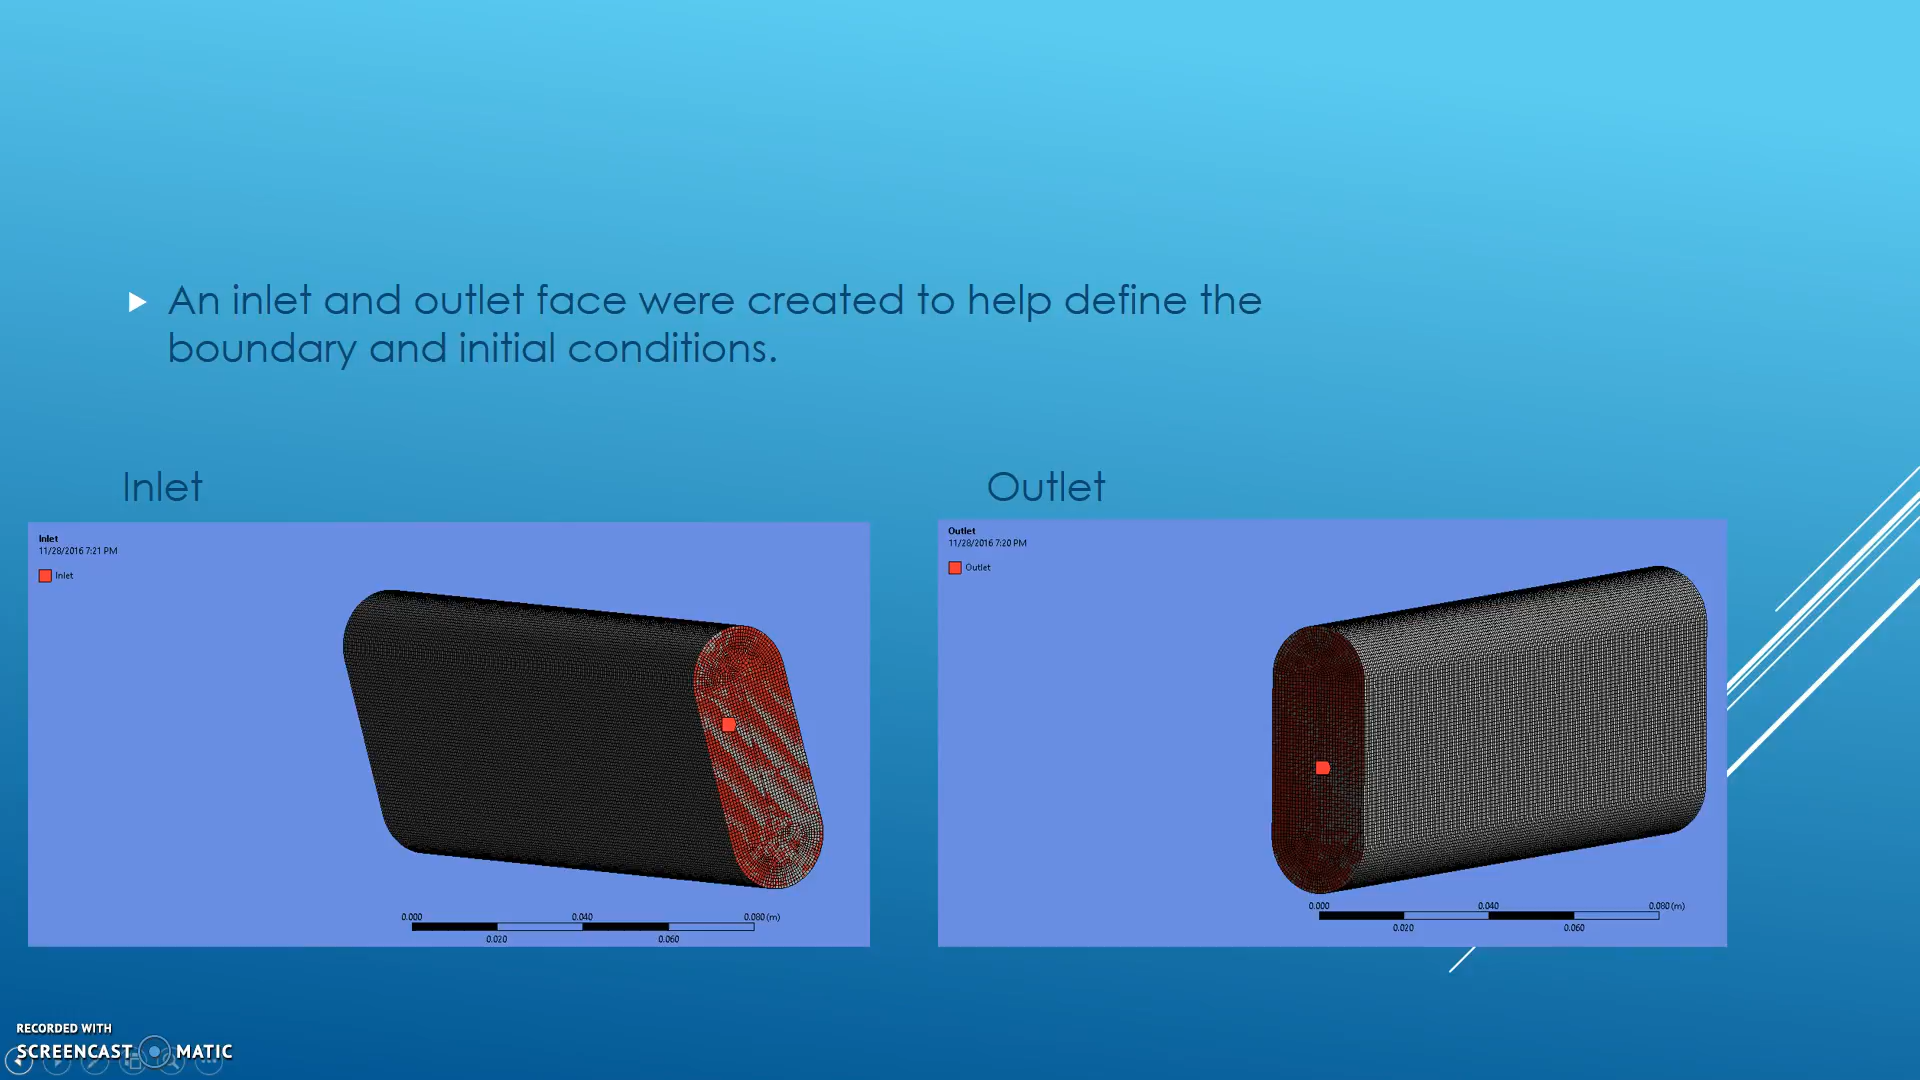 An inlet and outlet face were created to help define the
boundary and initial conditions.
Inlet
Outlet
Inlet
11/28/2016 7:21 PM
Inlet
0.000 0.040 0.080 (m)
0.020 0.060
Outlet
11/28/2016 7:20 PM
Outlet
0.000 0.040 0.080 (m)
0.020 0.060
RECORDED WITH
SCREENCAST MATIC